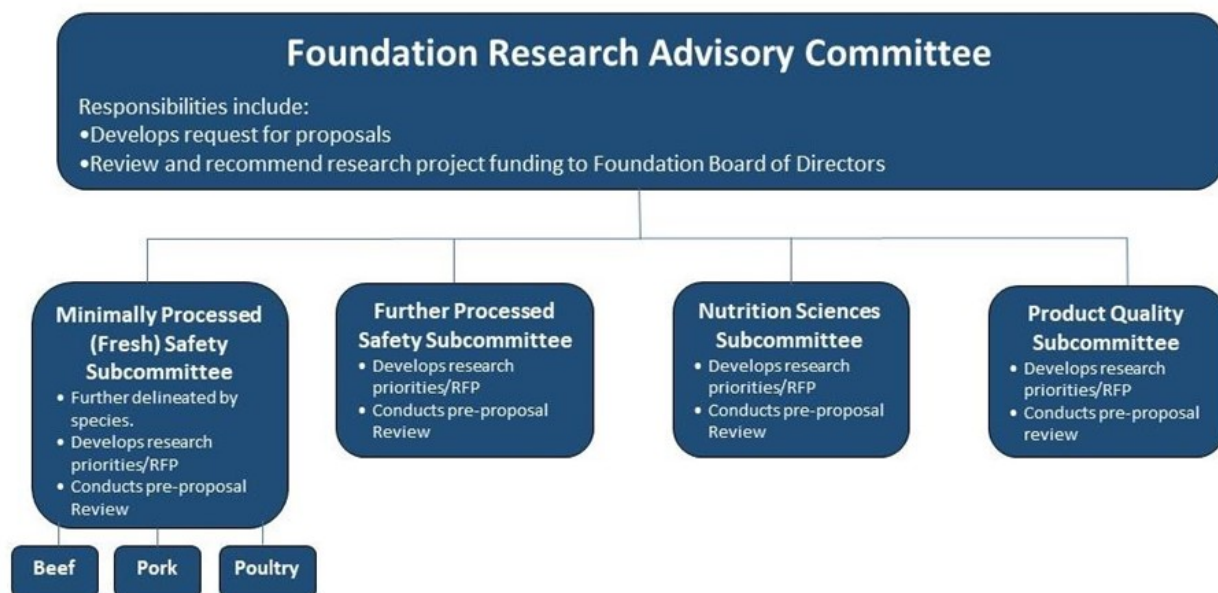 Foundation Research Advisory Committee
Responsibilities include:
•Develops request for proposals
•Review and recommend research project funding to Foundation Board of Directors
Minimally Processed
(Fresh) Safety
Subcommittee
• Further delineated by
species.
• Develops research
priorities/RFP
• Conducts pre-proposal
Review
Further Processed
Safety Subcommittee
• Develops research
priorities/RFP
• Conducts pre-proposal
Review
Nutrition Sciences
Subcommittee
• Develops research
priorities/RFP
• Conducts pre-proposal
Review
Product Quality
Subcommittee
• Develops research
priorities/RFP
• Conducts pre-proposal
review
Beef
Pork
Poultry